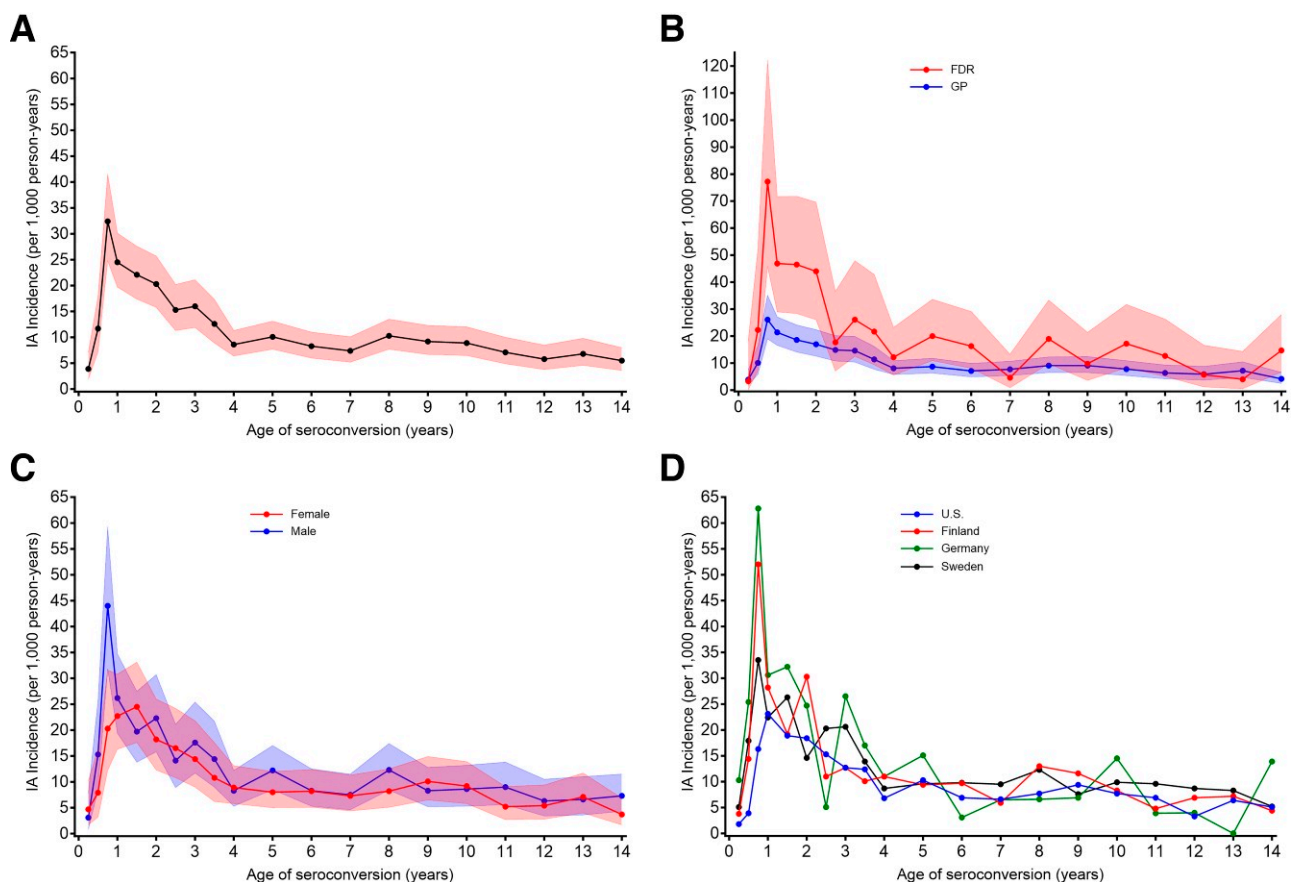 A
IA Incidence (per 1,000 person-years)
65
60
55
50
45
40
35
30
25
20
15
10
5
0
0 1 2 3 4 5 6 7 8 9 10 11 12 13 14
Age of seroconversion (years)
B
IA Incidence (per 1,000 person-years)
FDR
GP
120
110
100
90
80
70
60
50
40
30
20
10
0
0 1 2 3 4 5 6 7 8 9 10 11 12 13 14
Age of seroconversion (years)
C
IA Incidence (per 1,000 person-years)
Female
Male
65
60
55
50
45
40
35
30
25
20
15
10
5
0
0 1 2 3 4 5 6 7 8 9 10 11 12 13 14
Age of seroconversion (years)
D
IA Incidence (per 1,000 person-years)
U.S.
Finland
Germany
Sweden
65
60
55
50
45
40
35
30
25
20
15
10
5
0
0 1 2 3 4 5 6 7 8 9 10 11 12 13 14
Age of seroconversion (years)